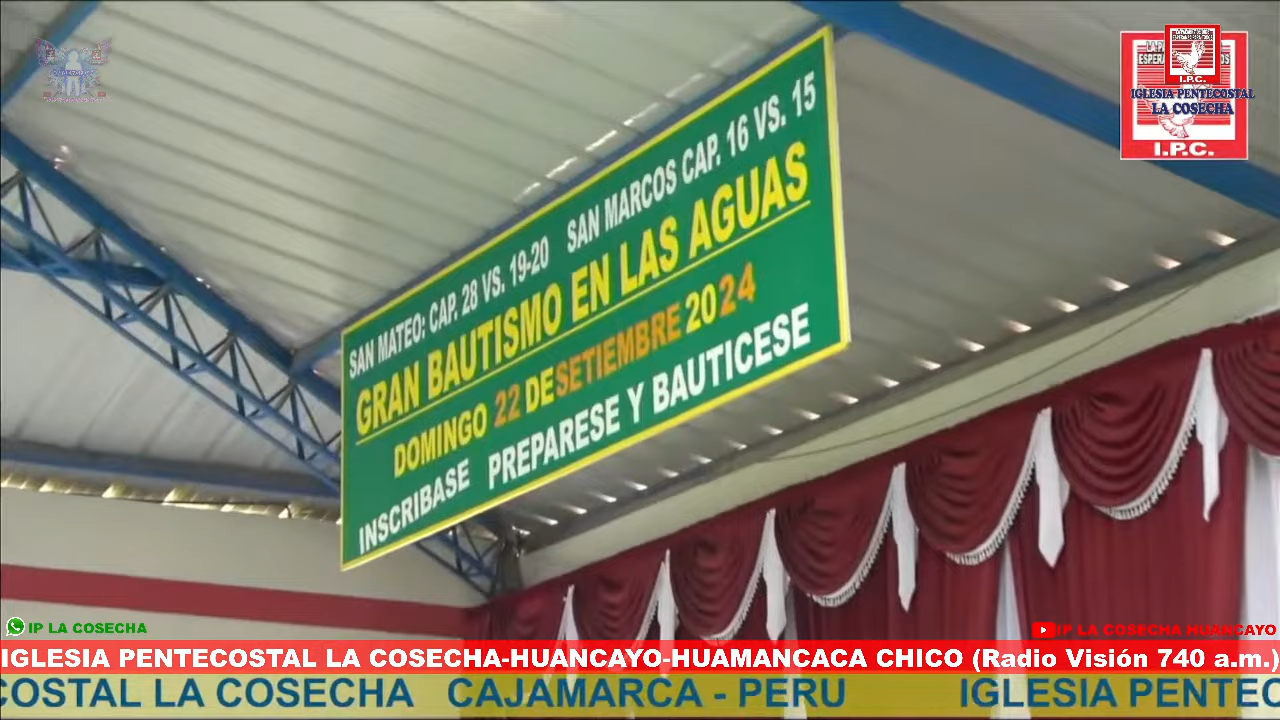 SAN MATEO: CAP. 28 VS. 19-20 SAN MARCOS CAP. 16 VS. 15
GRAN BAUTISMO EN LAS AGUAS
DOMINGO 22 DE SETIEMBRE 2024
INSCRIBASE PREPARESE Y BAUTICESE
I.P.C.
IGLESIA PENTECOSTAL
LA COSECHA
I.P.C.
IP LA COSECHA
IP LA COSECHA HUANCAYO
IGLESIA PENTECOSTAL LA COSECHA-HUANCAYO-HUAMANCACA CHICO (Radio Visión 740 a.m.)
COSTAL LA COSECHA CAJAMARCA - PERU IGLESIA PENTEC